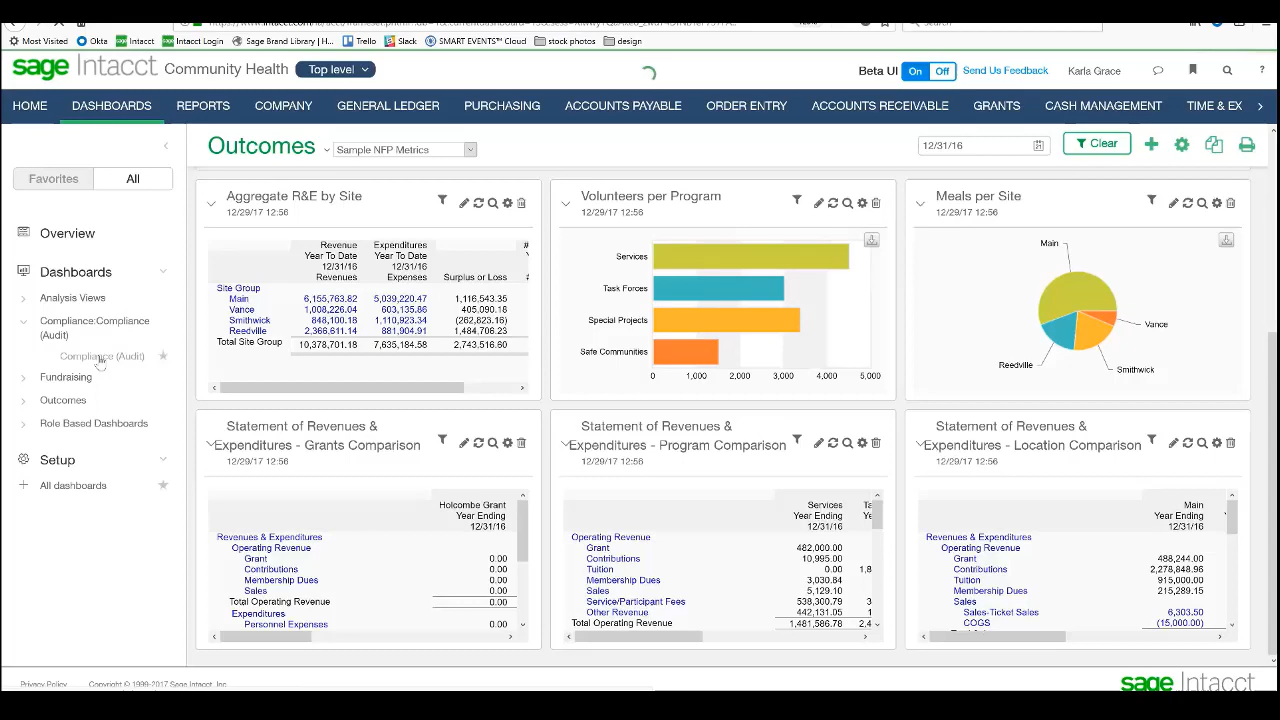 Most Visited Okta Intacct Intacct Login Sage Brand Library | H... Trello Slack SMART EVENTS™ Cloud stock photos design
sage Intacct Community Health Top level Beta UI On Off Send Us Feedback Karla Grace
HOME DASHBOARDS REPORTS COMPANY GENERAL LEDGER PURCHASING ACCOUNTS PAYABLE ORDER ENTRY ACCOUNTS RECEIVABLE GRANTS CASH MANAGEMENT TIME & EX
Favorites All
Overview
Dashboards
Analysis Views
Compliance:Compliance
(Audit)
Compliance (Audit)
Fundraising
Outcomes
Role Based Dashboards
Setup
All dashboards
Outcomes Sample NFP Metrics 12/31/16 Clear
Aggregate R&E by Site
12/29/17 12:56
Revenue Expenditures
Year To Date Year To Date
12/31/16 12/31/16
Revenues Expenses Surplus or Loss
Site Group
Main 6,155,763.82 5,039,220.47 1,116,543.35
Vance 1,008,226.04 603,135.86 405,090.18
Smithwick 848,100.18 1,110,923.34 (262,823.16)
Reedville 2,366,611.14 881,904.91 1,484,706.23
Total Site Group 10,378,701.18 7,635,184.58 2,743,516.60
Volunteers per Program
12/29/17 12:56
Services
Task Forces
Special Projects
Safe Communities
0 1,000 2,000 3,000 4,000 5,000
Meals per Site
12/29/17 12:56
Main
Vance
Reedville
Smithwick
Statement of Revenues &
Expenditures - Grants Comparison
12/29/17 12:56
Holcombe Grant
Year Ending
12/31/16
Revenues & Expenditures
Operating Revenue
Grant 0.00
Contributions 0.00
Membership Dues 0.00
Sales 0.00
Total Operating Revenue 0.00
Expenditures
Personnel Expenses 0.00
Statement of Revenues &
Expenditures - Program Comparison
12/29/17 12:56
Services
Year Ending
12/31/16
Operating Revenue
Grant 482,000.00
Contributions 10,995.00
Tuition 0.00 1,8
Membership Dues 3,030.84
Sales 5,129.10
Service/Participant Fees 538,300.79 3
Other Revenue 442,131.05 1
Total Operating Revenue 1,481,586.78 2,4
Statement of Revenues &
Expenditures - Location Comparison
12/29/17 12:56
Main
Year Ending
12/31/16
Revenues & Expenditures
Operating Revenue
Grant 488,244.00
Contributions 2,278,848.96
Tuition 915,000.00
Membership Dues 215,289.15
Sales
Sales-Ticket Sales 6,303.50
COGS (15,000.00)
Privacy Policy Copyright © 1999-2017 Sage Intacct, Inc.
sage Intacct